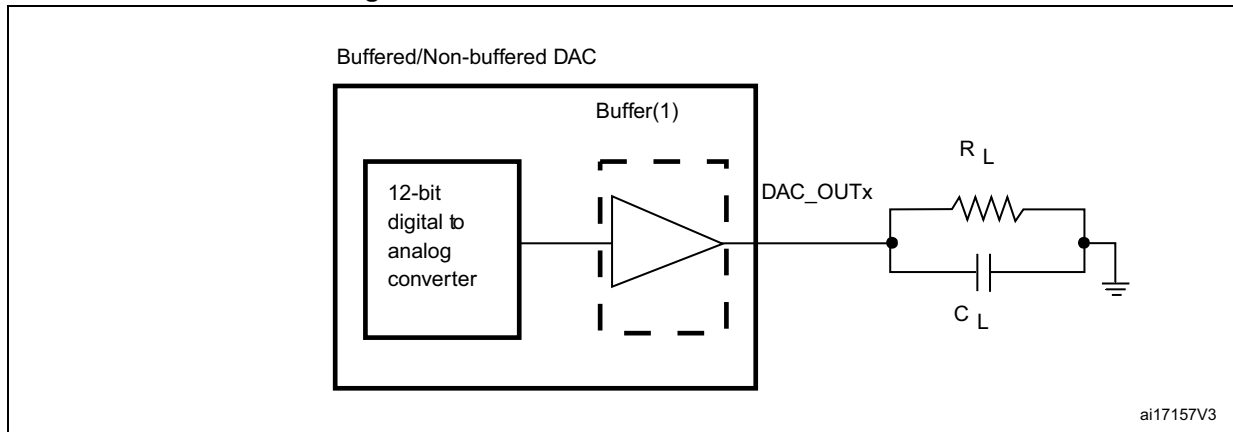 Buffered/Non-buffered DAC
Buffer(1)
12-bit
digital to
analog
converter
DAC_OUTx
R L
C L
ai17157V3